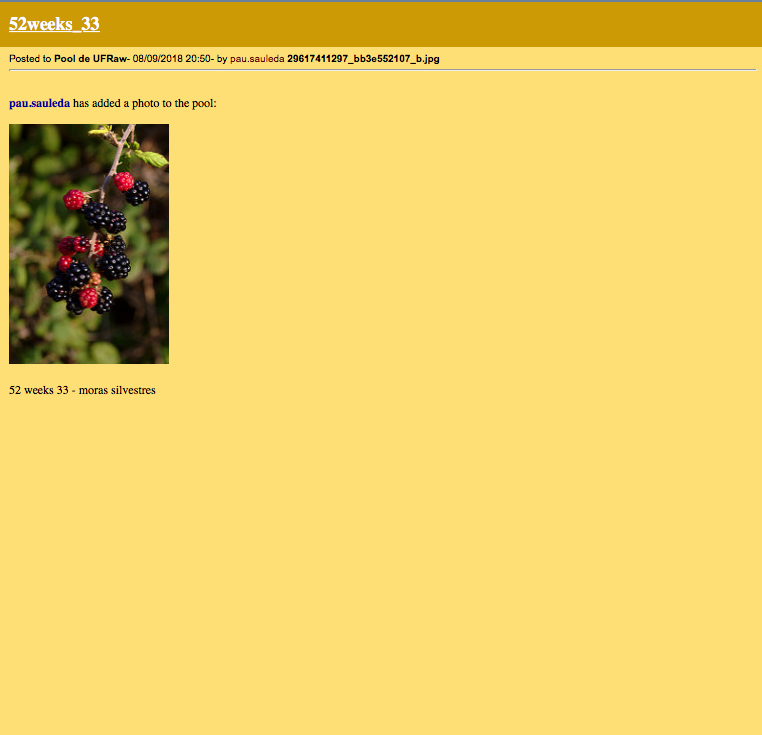 52weeks_33
Posted to Pool de UFRaw- 08/09/2018 20:50- by pau.sauleda 29617411297_bb3e552107_b.jpg
pau.sauleda has added a photo to the pool:
52 weeks 33 - moras silvestres